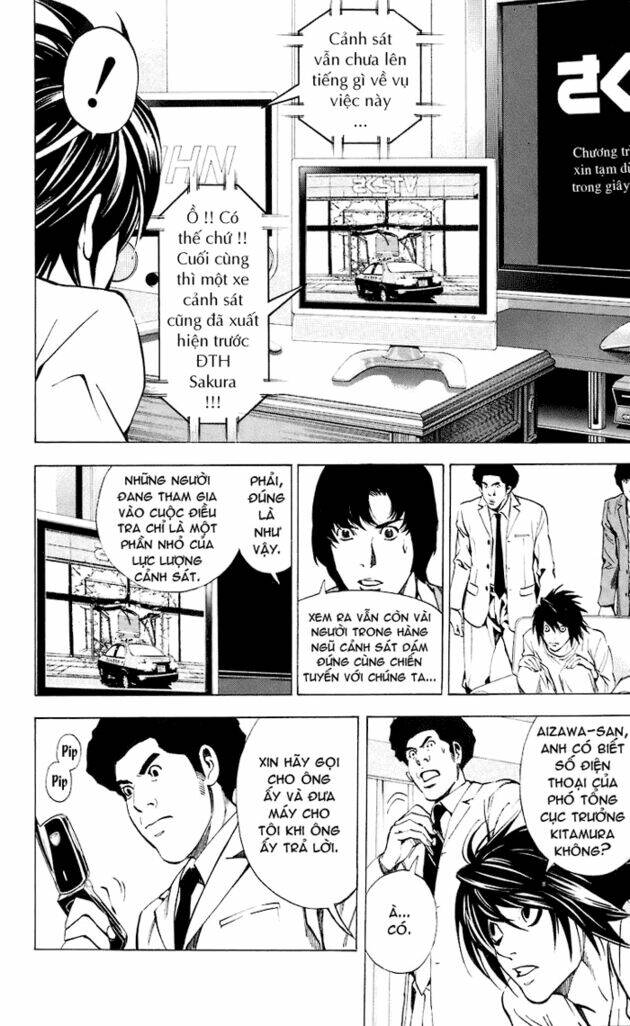 !
Cảnh sát
vẫn chưa lên
tiếng gì về vụ
việc này
...
さく
Chương tr
xin tạm dừ
trong giây
NHN
SKSTV
Ồ !! Có
thế chứ !!
Cuối cùng
thì một xe
cảnh sát
cũng đã xuất
hiện trước
ĐTH
Sakura
!!!
XEM RA VẪN CÒN VÀI
NGƯỜI TRONG HÀNG
NGŨ CẢNH SÁT DÁM
ĐỨNG CÙNG CHIẾN
TUYẾN VỚI CHÚNG TA...
PHẢI,
ĐÚNG
LÀ
NHƯ
VẬY.
NHỮNG NGƯỜI
ĐANG THAM GIA
VÀO CUỘC ĐIỀU
TRA CHỈ LÀ MỘT
PHẦN NHỎ CỦA
LỰC LƯỢNG
CẢNH SÁT.
AIZAWA-SAN,
ANH CÓ BIẾT
SỐ ĐIỆN
THOẠI CỦA
PHÓ TỔNG
CỤC TRƯỞNG
KITAMURA
KHÔNG?
À...
CÓ.
XIN HÃY GỌI
CHO ÔNG
ẤY VÀ ĐƯA
MÁY CHO
TÔI KHI ÔNG
ẤY TRẢ LỜI.
Pip
Pip